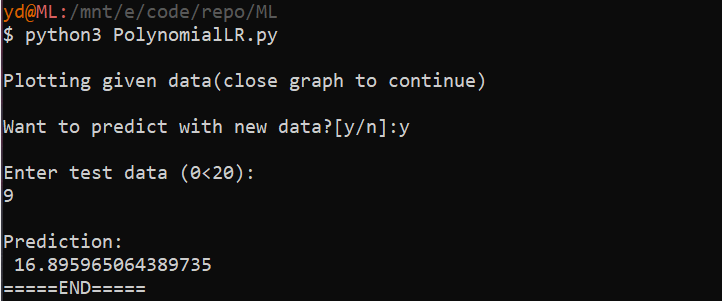 yd@ML:/mnt/e/code/repo/ML
$ python3 PolynomialLR.py
Plotting given data(close graph to continue)
Want to predict with new data?[y/n]:y
Enter test data (0<20):
9
Prediction:
 16.895965064389735
=====END=====